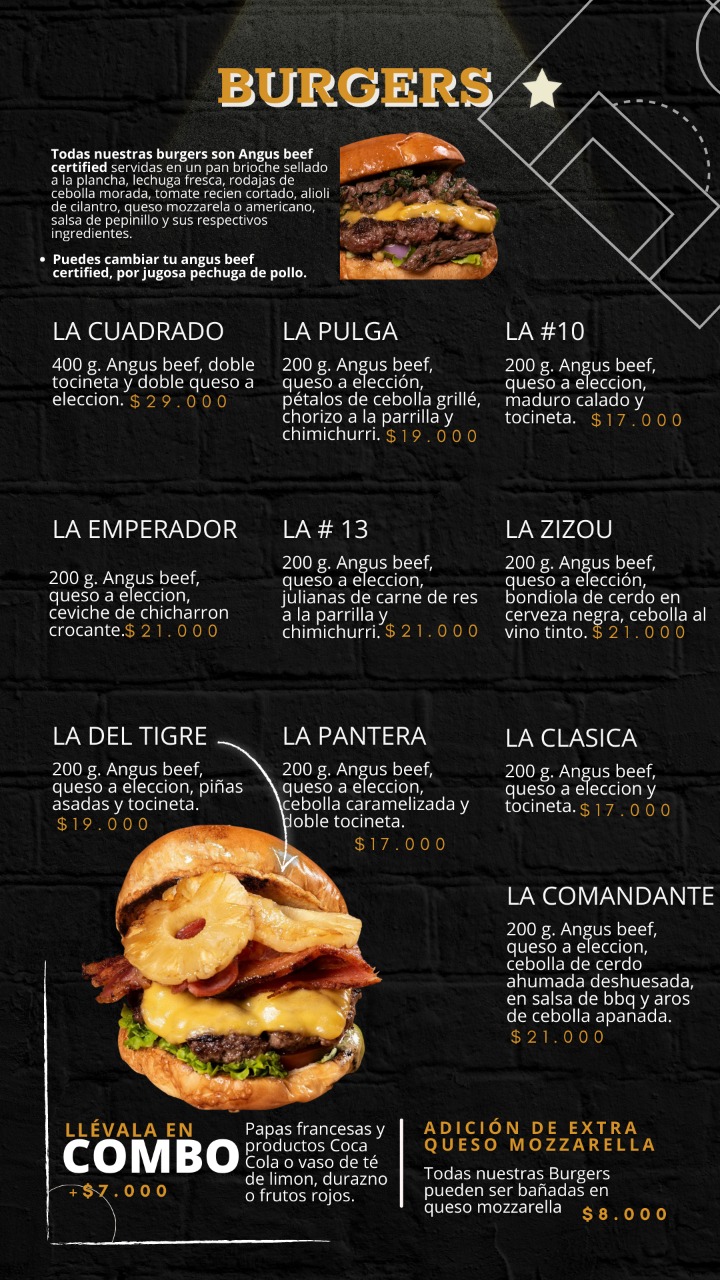 BURGERS
Todas nuestras burgers son Angus beef
certified servidas en un pan brioche sellado
a la plancha, lechuga fresca, rodajas de
cebolla morada, tomate recien cortado, alioli
de cilantro, queso mozzarela o americano,
salsa de pepinillo y sus respectivos
ingredientes.
• Puedes cambiar tu angus beef
certified, por jugosa pechuga de pollo.
LA CUADRADO
400 g. Angus beef, doble
tocineta y doble queso a
eleccion. $29.000
LA PULGA
200 g. Angus beef,
queso a elección,
pétalos de cebolla grillé,
chorizo a la parrilla y
chimichurri. $19.000
LA #10
200 g. Angus beef,
queso a eleccion,
maduro calado y
tocineta. $17.000
LA EMPERADOR
200 g. Angus beef,
queso a eleccion,
ceviche de chicharron
crocante.$21.000
LA # 13
200 g. Angus beef,
queso a eleccion,
julianas de carne de res
a la parrilla y
chimichurri. $21.000
LA ZIZOU
200 g. Angus beef,
queso a elección,
bondiola de cerdo en
cerveza negra, cebolla al
vino tinto. $21.000
LA DEL TIGRE
200 g. Angus beef,
queso a eleccion, piñas
asadas y tocineta.
$19.000
LA PANTERA
200 g. Angus beef,
queso a eleccion,
cebolla caramelizada y
doble tocineta.
$17.000
LA CLASICA
200 g. Angus beef,
queso a eleccion y
tocineta. $17.000
LA COMANDANTE
200 g. Angus beef,
queso a eleccion,
cebolla de cerdo
ahumada deshuesada,
en salsa de bbq y aros
de cebolla apanada.
$21.000
LLÉVALA EN
COMBO
+$7.000
Papas francesas y
productos Coca
Cola o vaso de té
de limon, durazno
o frutos rojos.
ADICIÓN DE EXTRA
QUESO MOZZARELLA
Todas nuestras Burgers
pueden ser bañadas en
queso mozzarella $8.000